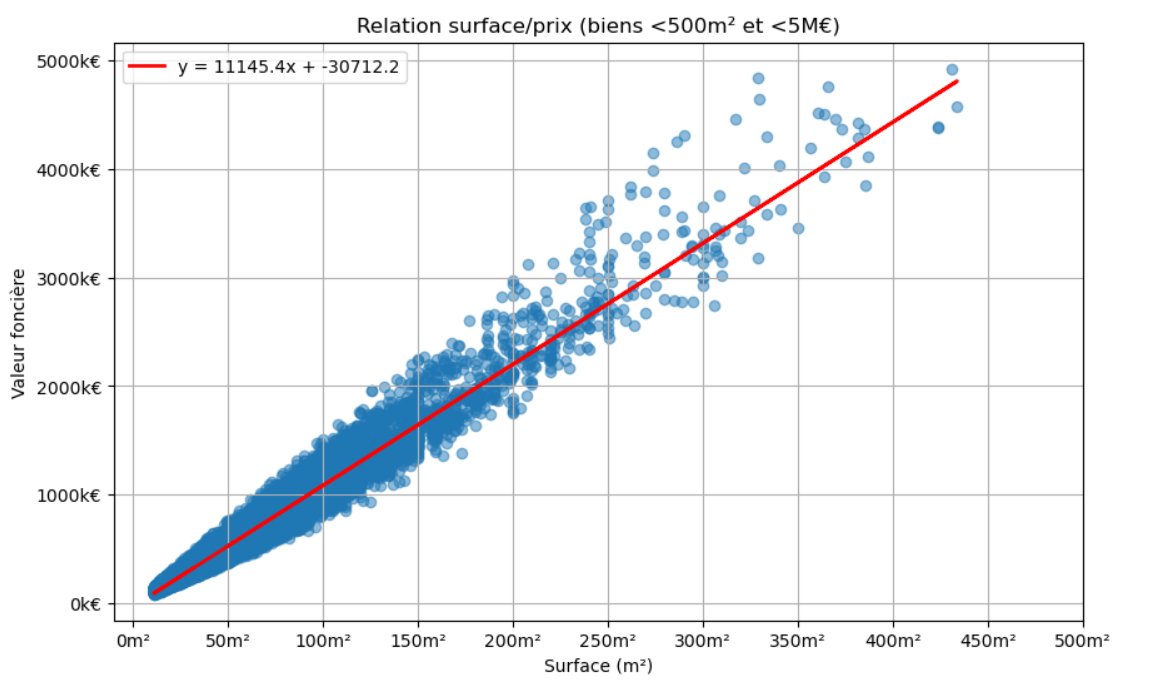 Relation surface/prix (biens <500m² et <5M€)
y = 11145.4x + -30712.2
5000k€
4000k€
3000k€
2000k€
1000k€
0k€
Valeur foncière
0m² 50m² 100m² 150m² 200m² 250m² 300m² 350m² 400m² 450m² 500m²
Surface (m²)